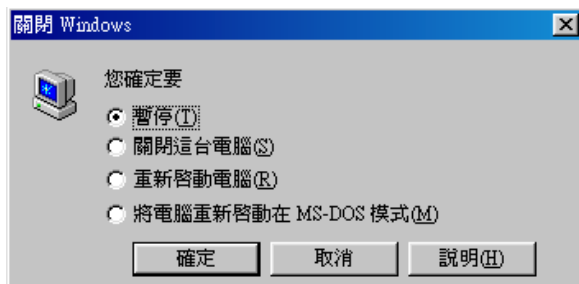 關閉 Windows
您確定要
暫停(T)
關閉這台電腦(S)
重新啓動電腦(R)
將電腦重新啓動在 MS-DOS 模式(M)
確定 取消 説明(H)